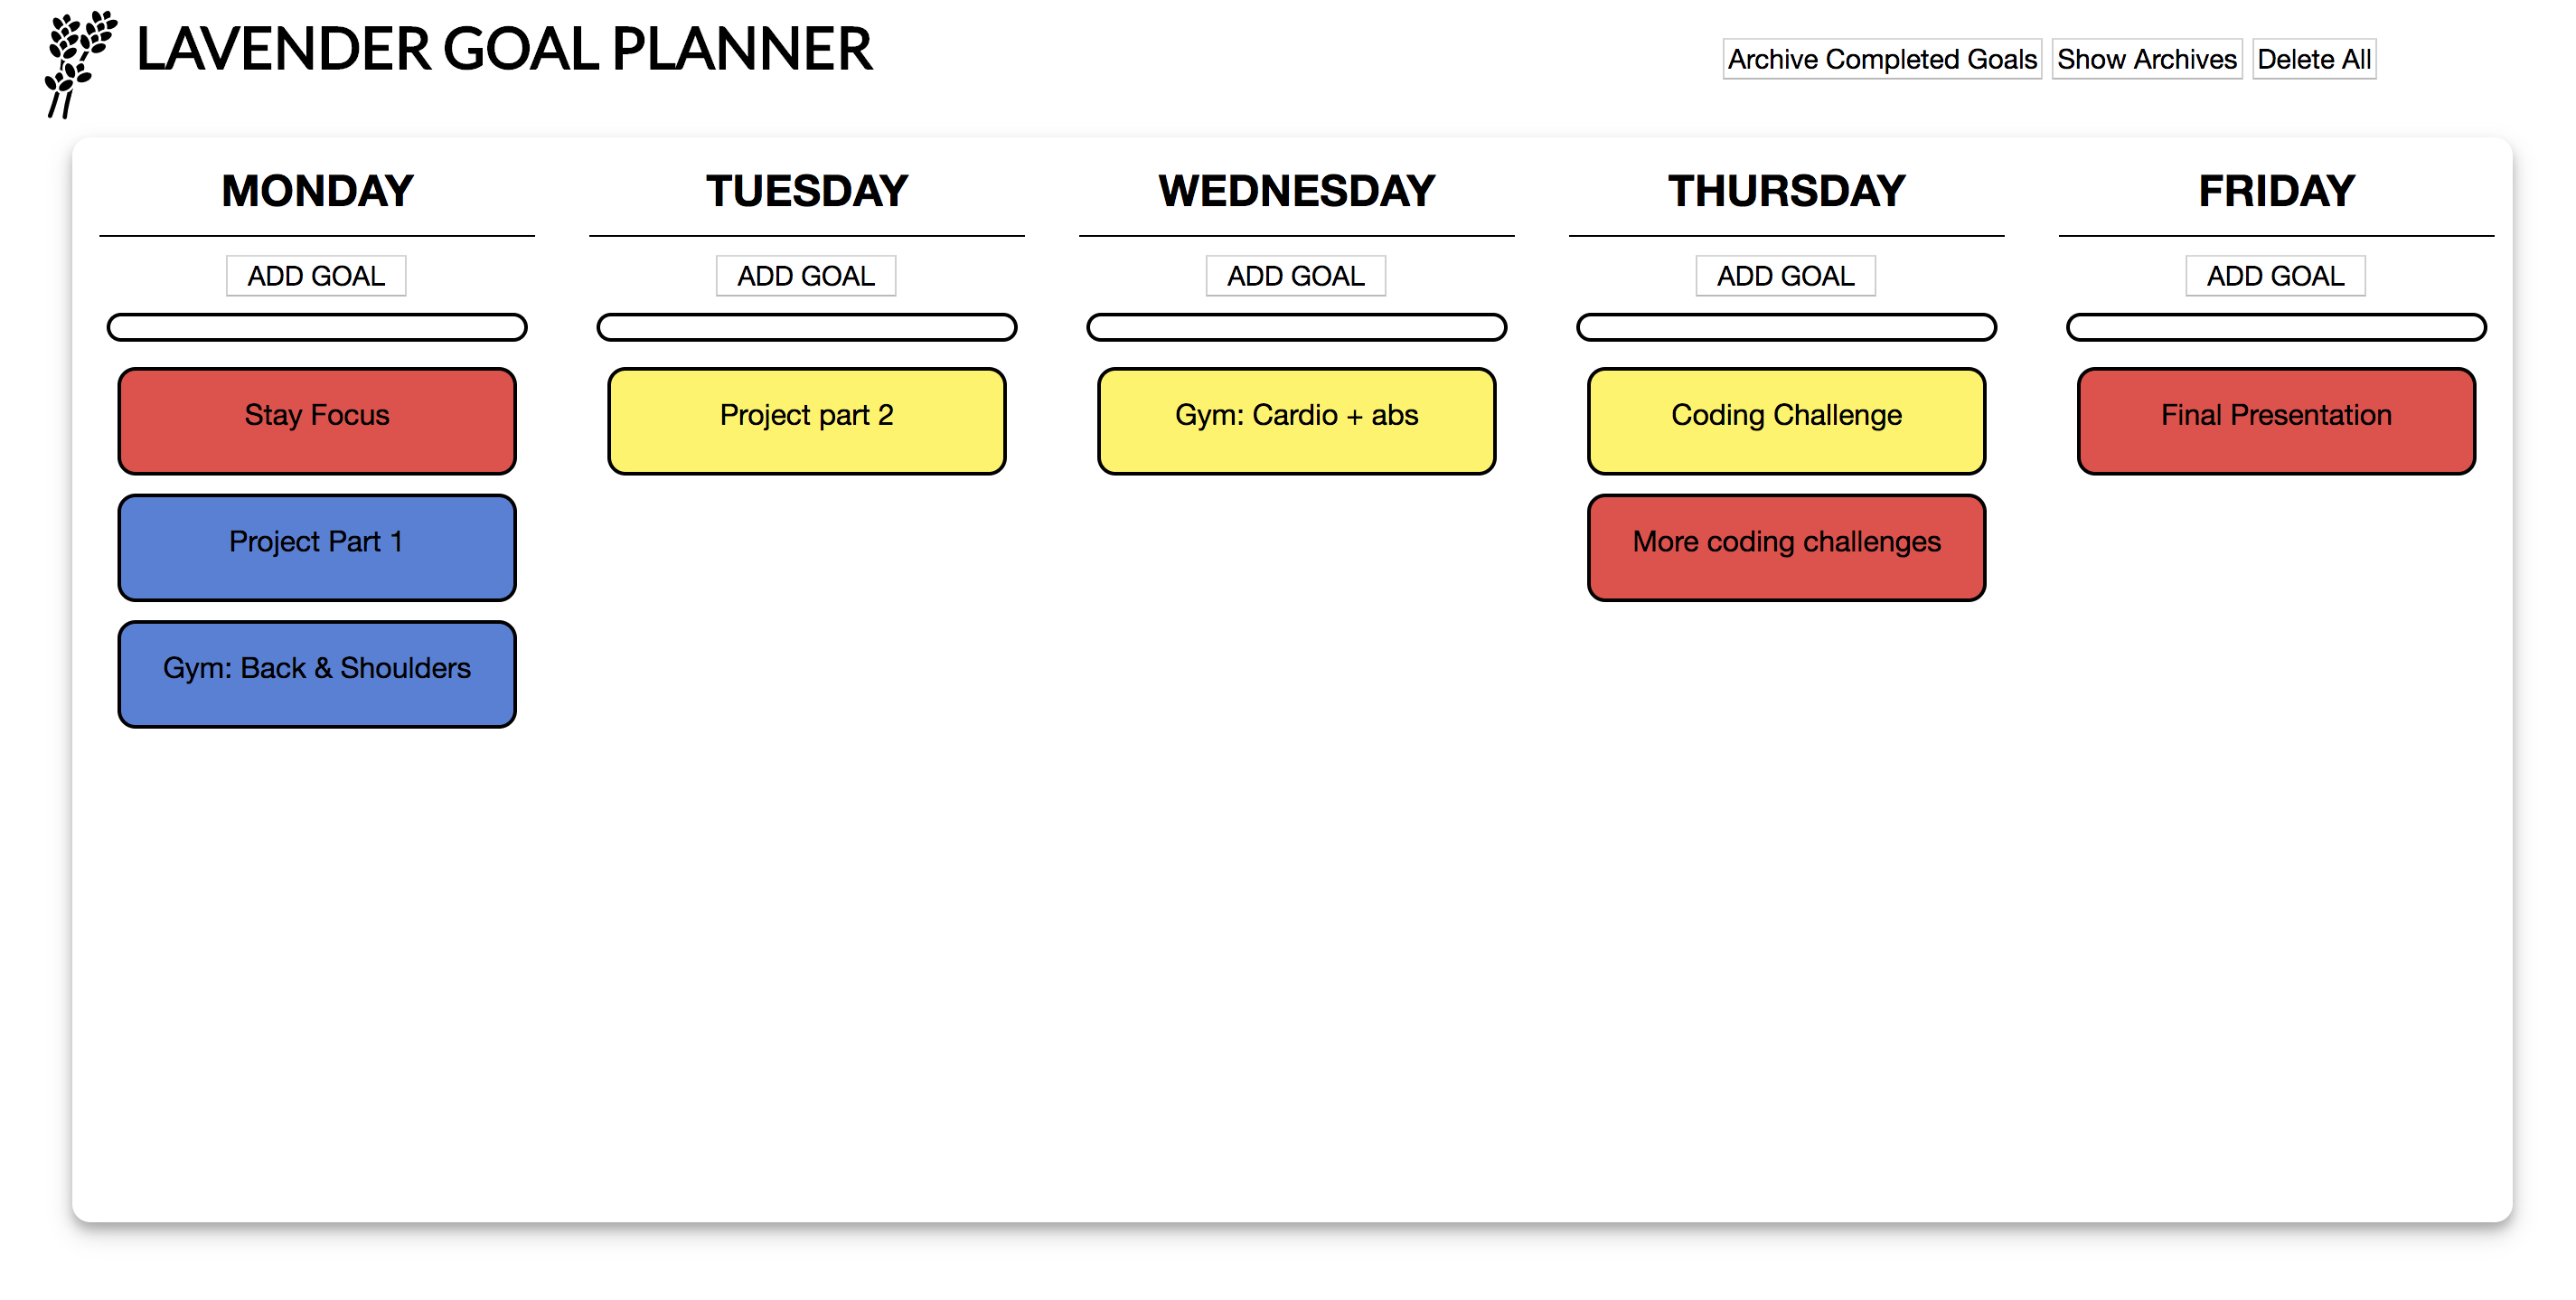 LAVENDER GOAL PLANNER
Archive Completed Goals Show Archives Delete All
MONDAY TUESDAY WEDNESDAY THURSDAY FRIDAY
ADD GOAL ADD GOAL ADD GOAL ADD GOAL ADD GOAL
Stay Focus Project part 2 Gym: Cardio + abs Coding Challenge Final Presentation
Project Part 1 More coding challenges
Gym: Back & Shoulders